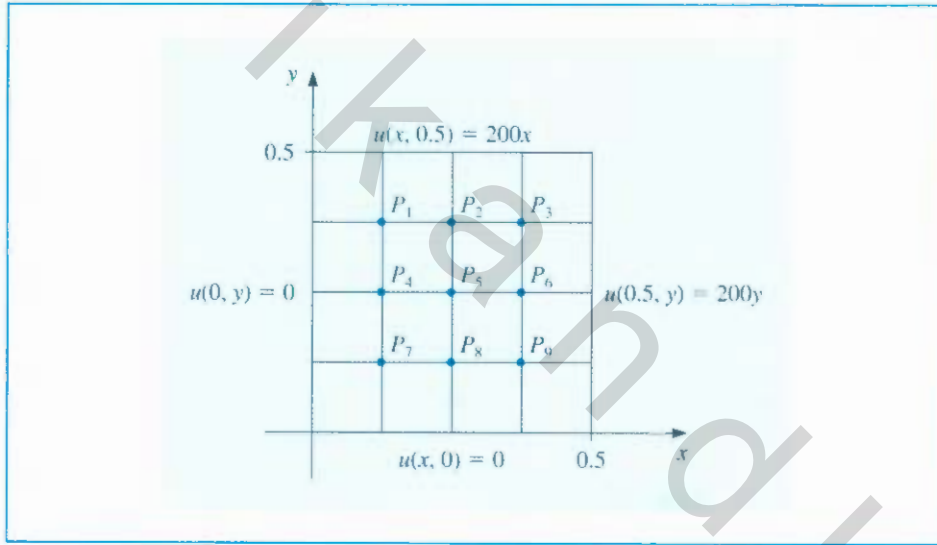 y
u(x, 0.5) = 200x
0.5
P₁ P₂ P₃
u(0, y) = 0
P₄ P₅ P₆
u(0.5, y) = 200y
P₇ P₈ P₉
u(x, 0) = 0
0.5
x
i k a n d